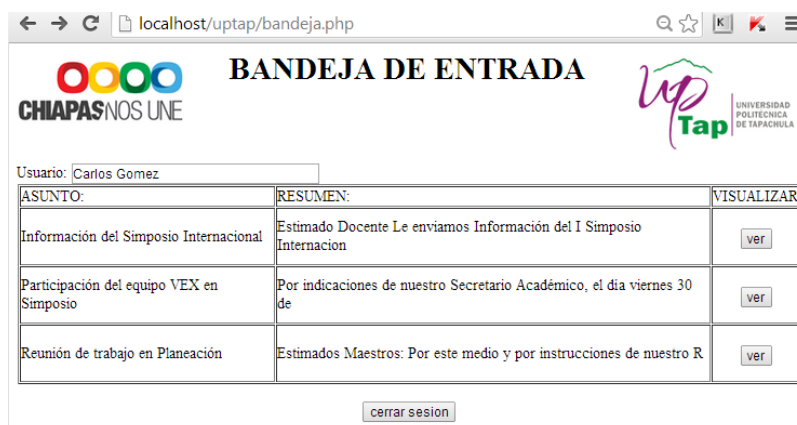 localhost/uptap/bandeja.php
K
CHIAPASNOS UNE
BANDEJA DE ENTRADA
up
Tap
UNIVERSIDAD
POLITECNICA
DE TAPACHULA
Usuario: Carlos Gomez
ASUNTO: RESUMEN: VISUALIZAR
Información del Simposio Internacional
Estimado Docente Le enviamos Información del I Simposio
Internacion
ver
Participación del equipo VEX en
Simposio
Por indicaciones de nuestro Secretario Académico, el día viernes 30
de
ver
Reunión de trabajo en Planeación
Estimados Maestros: Por este medio y por instrucciones de nuestro R
ver
cerrar sesion